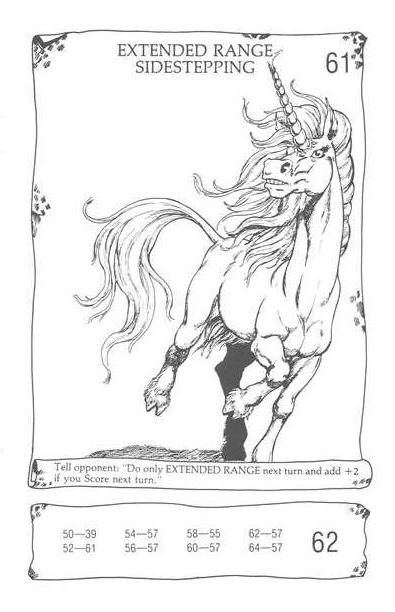 EXTENDED RANGE
SIDESTEPPING
61
Tell opponent: "Do only EXTENDED RANGE next turn and add +2
if you Score next turn."
50—39 54—57 58—55 62—57
52—61 56—57 60—57 64—57
62